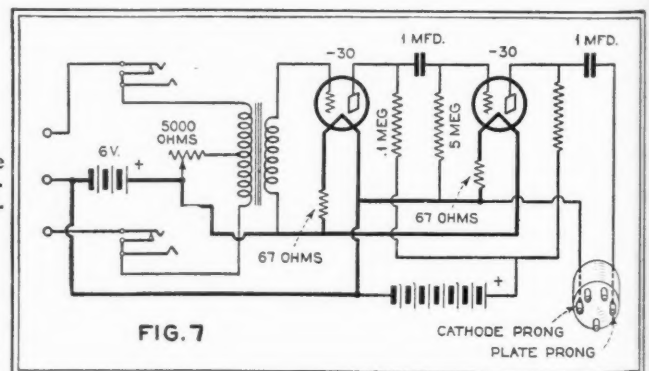 -30
1 MFD.
-30
1 MFD.
5000
OHMS
6 V.
+
.1 MEG
5 MEG
67 OHMS
67 OHMS
+
FIG. 7
CATHODE PRONG
PLATE PRONG